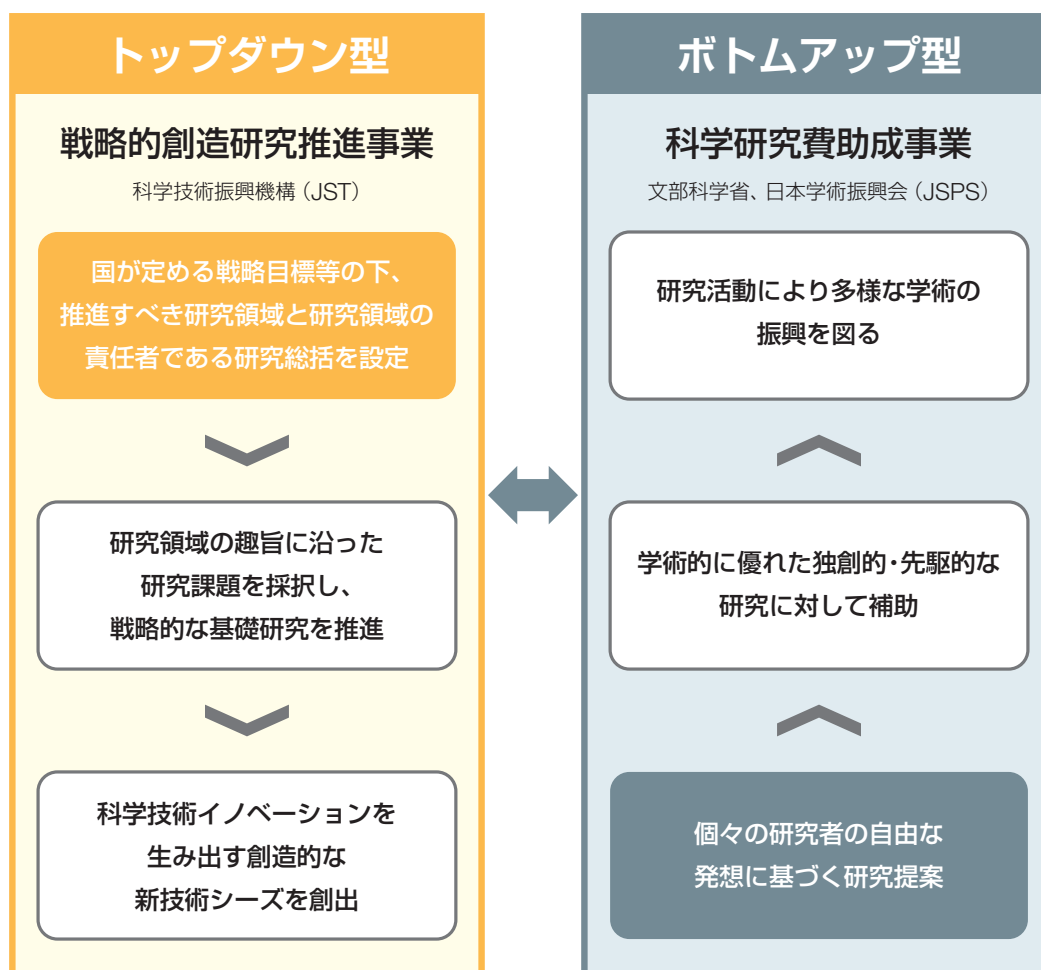 トップダウン型
戦略的創造研究推進事業
科学技術振興機構（JST）
国が定める戦略目標等の下、
推進すべき研究領域と研究領域の
責任者である研究総括を設定
研究領域の趣旨に沿った
研究課題を採択し、
戦略的な基礎研究を推進
科学技術イノベーションを
生み出す創造的な
新技術シーズを創出
ボトムアップ型
科学研究費助成事業
文部科学省、日本学術振興会（JSPS）
研究活動により多様な学術の
振興を図る
学術的に優れた独創的・先駆的な
研究に対して補助
個々の研究者の自由な
発想に基づく研究提案